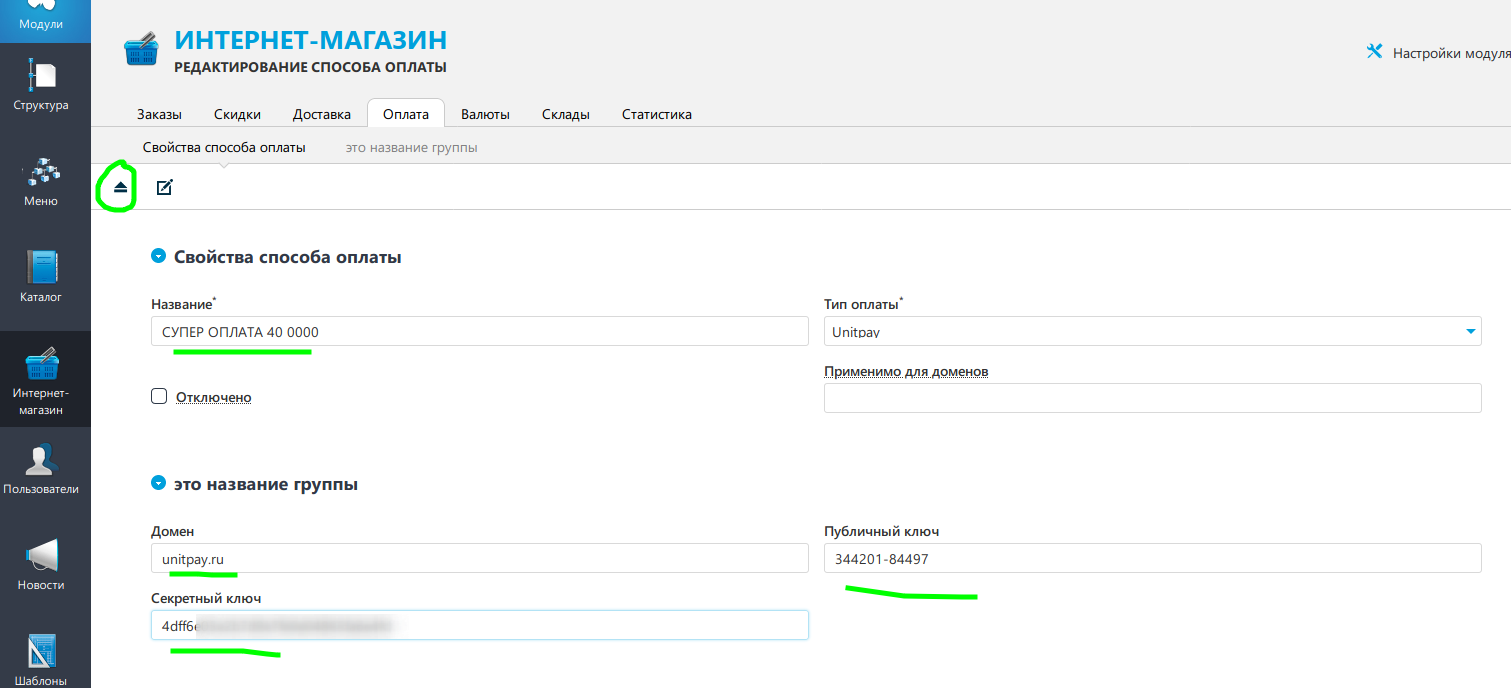 Модули
Структура
Меню
Каталог
Интернет-
магазин
Пользователи
Новости
Шаблоны
ИНТЕРНЕТ-МАГАЗИН
РЕДАКТИРОВАНИЕ СПОСОБА ОПЛАТЫ
Настройки модуля
Заказы Скидки Доставка Оплата Валюты Склады Статистика
Свойства способа оплаты это название группы
Свойства способа оплаты
Название* Тип оплаты*
СУПЕР ОПЛАТА 40 0000 Unitpay
Применимо для доменов
Отключено
это название группы
Домен Публичный ключ
unitpay.ru 344201-84497
Секретный ключ
4dff6e